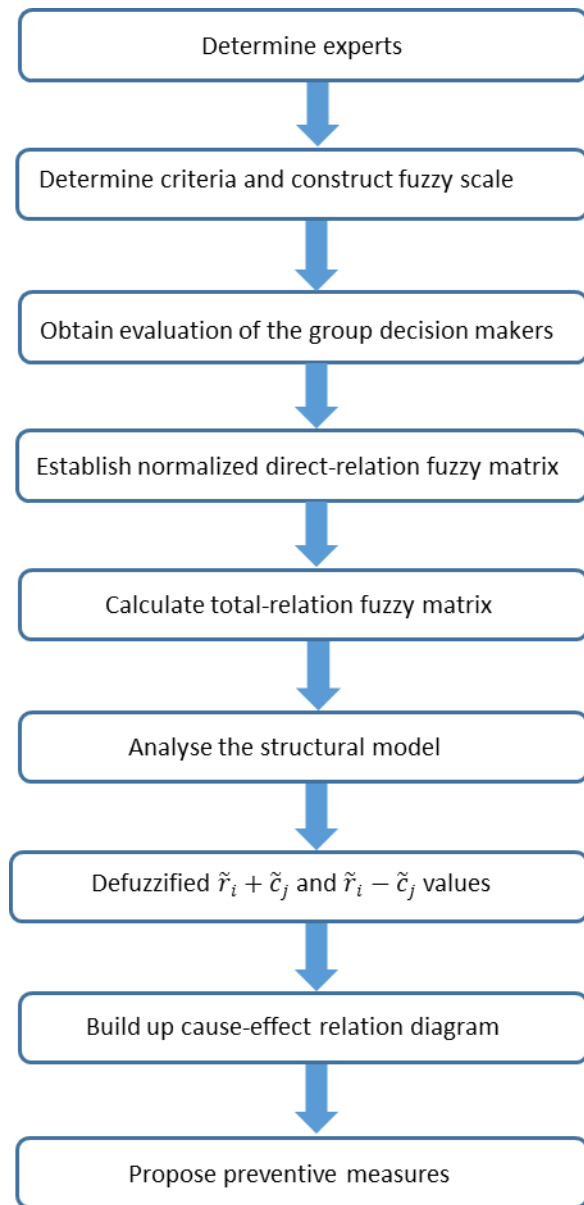 Determine experts
Determine criteria and construct fuzzy scale
Obtain evaluation of the group decision makers
Establish normalized direct-relation fuzzy matrix
Calculate total-relation fuzzy matrix
Analyse the structural model
Defuzzified r̃ᵢ + c̃ⱼ and r̃ᵢ − c̃ⱼ values
Build up cause-effect relation diagram
Propose preventive measures